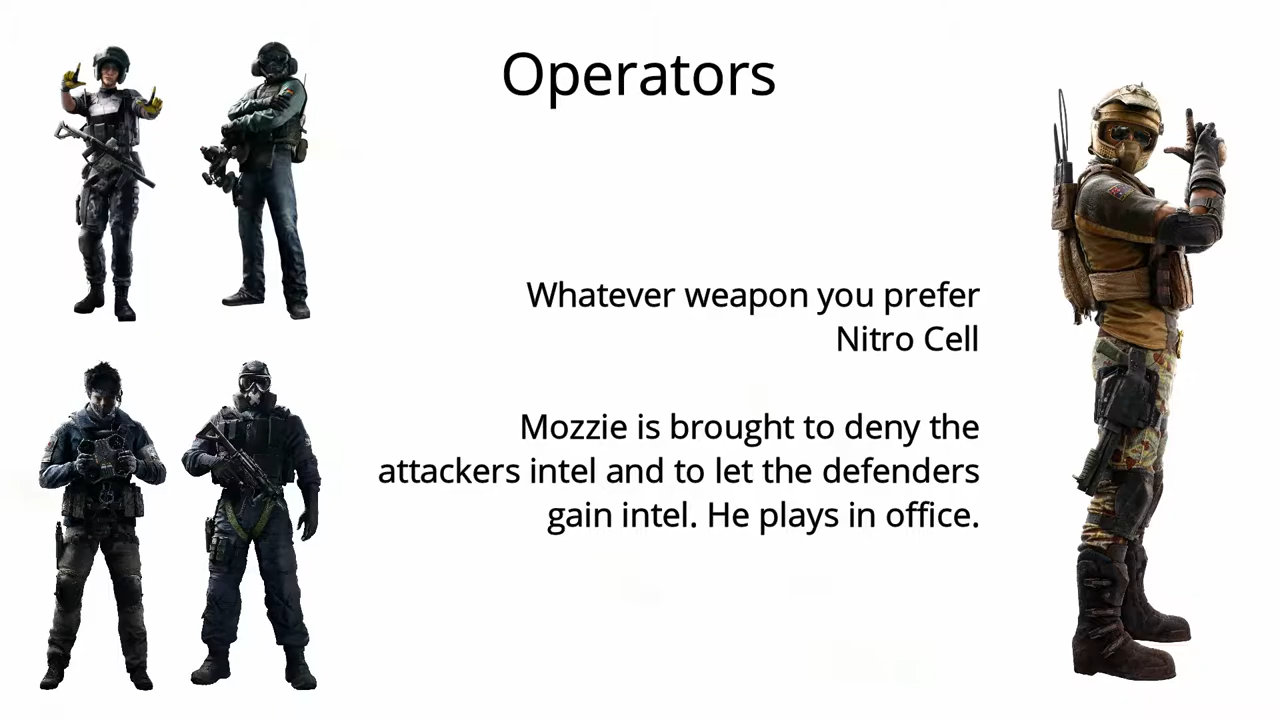 Operators
Whatever weapon you prefer
Nitro Cell
Mozzie is brought to deny the
attackers intel and to let the defenders
gain intel. He plays in office.